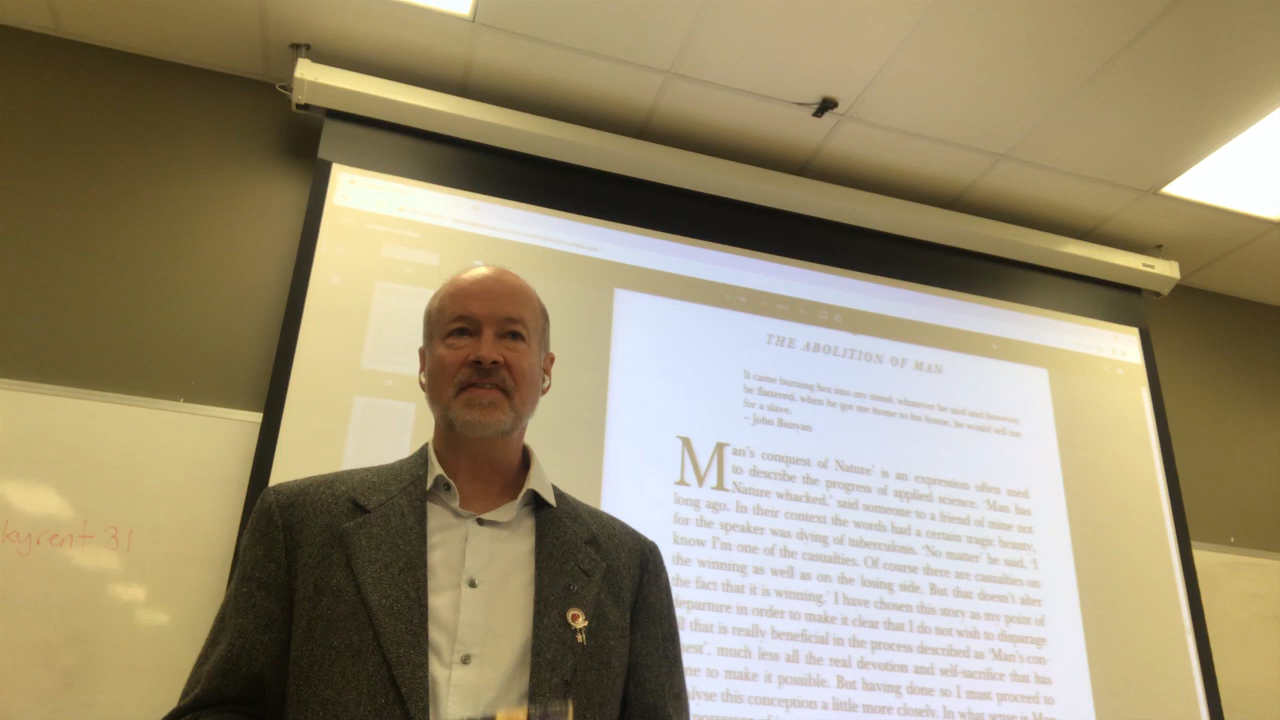 kyrent 31
THE ABOLITION OF MAN
It came burning hot into my mind, whatever he said and however
he flattered, when he got me home to his house, he would sell me
for a slave.
– John Bunyan
Man's conquest of Nature' is an expression often used
to describe the progress of applied science. 'Man has
Nature whacked,' said someone to a friend of mine not
long ago. In their context the words had a certain tragic beauty,
for the speaker was dying of tuberculosis. 'No matter' he said, 'I
know I'm one of the casualties. Of course there are casualties on
the winning as well as on the losing side. But that doesn't alter
the fact that it is winning.' I have chosen this story as my point of
departure in order to make it clear that I do not wish to disparage
ll that is really beneficial in the process described as 'Man's con-
uest', much less all the real devotion and self-sacrifice that has
ne to make it possible. But having done so I must proceed to
alyse this conception a little more closely. In what sense is Man